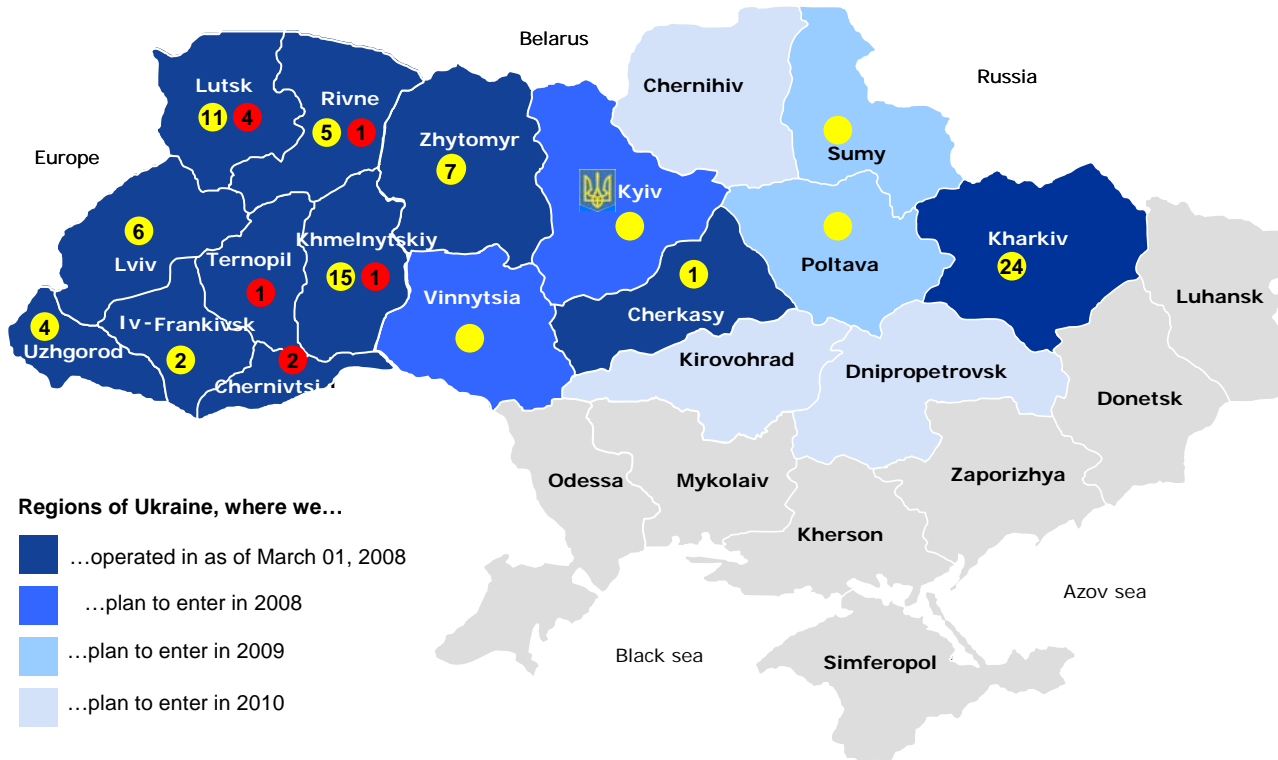 Belarus
Russia
Europe
Chernihiv
Lutsk
11 4
Rivne
5 1
Zhytomyr
7
Sumy
Kyiv
6
Lviv
Ternopil
1
Khmelnytskiy
15 1
Vinnytsia
1
Cherkasy
Poltava
Kharkiv
24
Luhansk
4
Uzhgorod
Iv-Frankivsk
2
2
Chernivtsi
Kirovohrad
Dnipropetrovsk
Donetsk
Odessa
Mykolaiv
Zaporizhya
Kherson
Simferopol
Azov sea
Black sea
Regions of Ukraine, where we…
…operated in as of March 01, 2008
…plan to enter in 2008
…plan to enter in 2009
…plan to enter in 2010